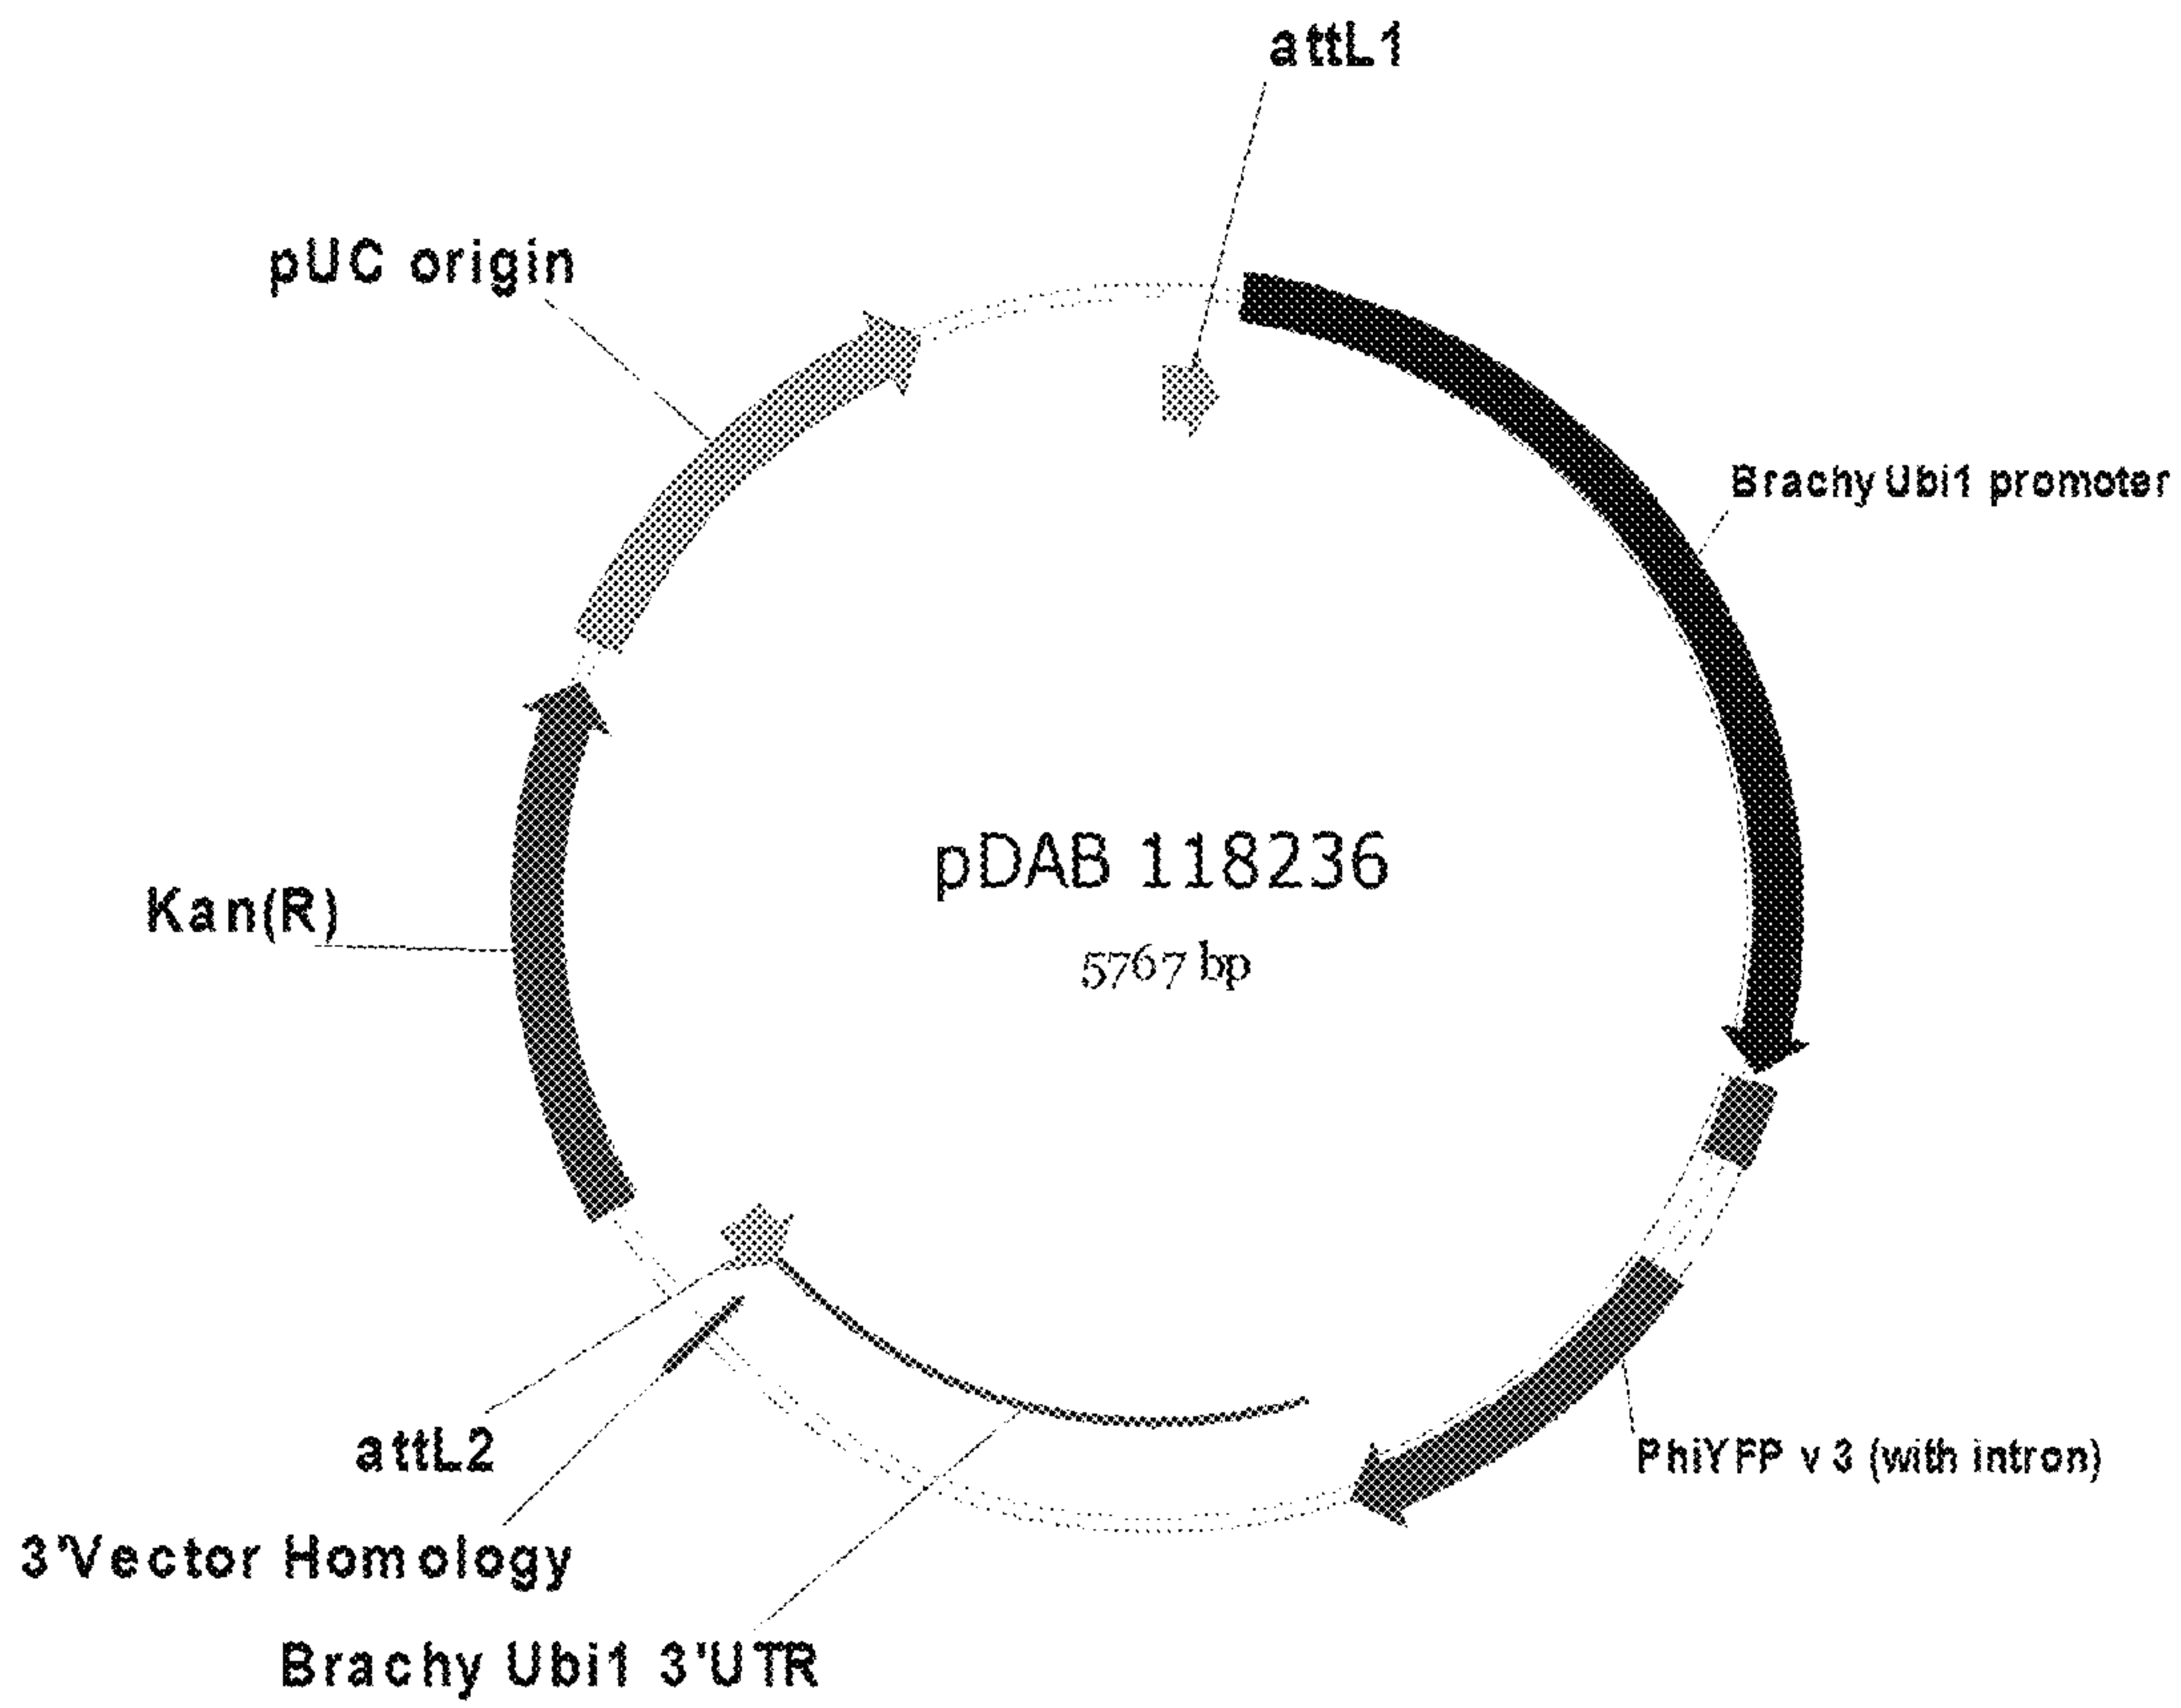 attL1
pUC origin
Brachy Ubi1 promoter
pDAB 118236
5767 bp
Kan(R)
PhiYFP v3 (with intron)
attL2
3'Vector Homology
Brachy Ubi1 3'UTR